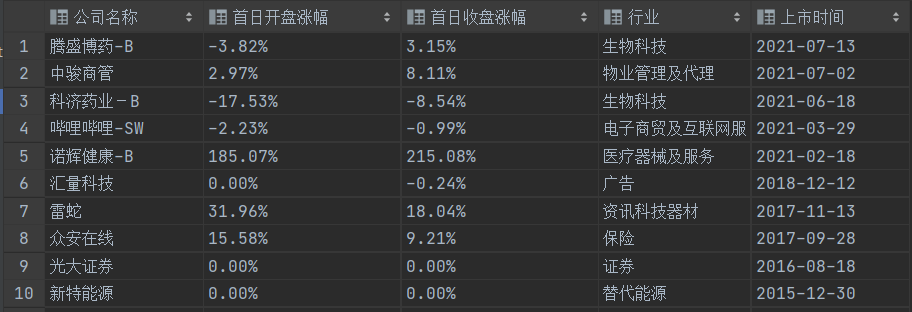 公司名称 首日开盘涨幅 首日收盘涨幅 行业 上市时间
1 腾盛博药-B -3.82% 3.15% 生物科技 2021-07-13
2 中骏商管 2.97% 8.11% 物业管理及代理 2021-07-02
3 科济药业－B -17.53% -8.54% 生物科技 2021-06-18
4 哔哩哔哩-SW -2.23% -0.99% 电子商贸及互联网服 2021-03-29
5 诺辉健康-B 185.07% 215.08% 医疗器械及服务 2021-02-18
6 汇量科技 0.00% -0.24% 广告 2018-12-12
7 雷蛇 31.96% 18.04% 资讯科技器材 2017-11-13
8 众安在线 15.58% 9.21% 保险 2017-09-28
9 光大证券 0.00% 0.00% 证券 2016-08-18
10 新特能源 0.00% 0.00% 替代能源 2015-12-30